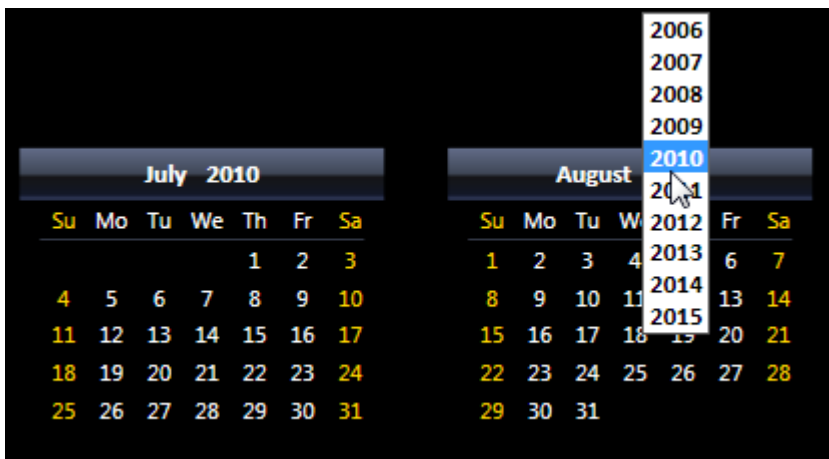 2006
2007
2008
2009
2010
2012
2013
2014
2015
July 2010
Su Mo Tu We Th Fr Sa
1 2 3
4 5 6 7 8 9 10
11 12 13 14 15 16 17
18 19 20 21 22 23 24
25 26 27 28 29 30 31
August
Su Mo Tu Fr Sa
1 2 3 4 6 7
8 9 10 11 13 14
15 16 17 18 19 20 21
22 23 24 25 26 27 28
29 30 31